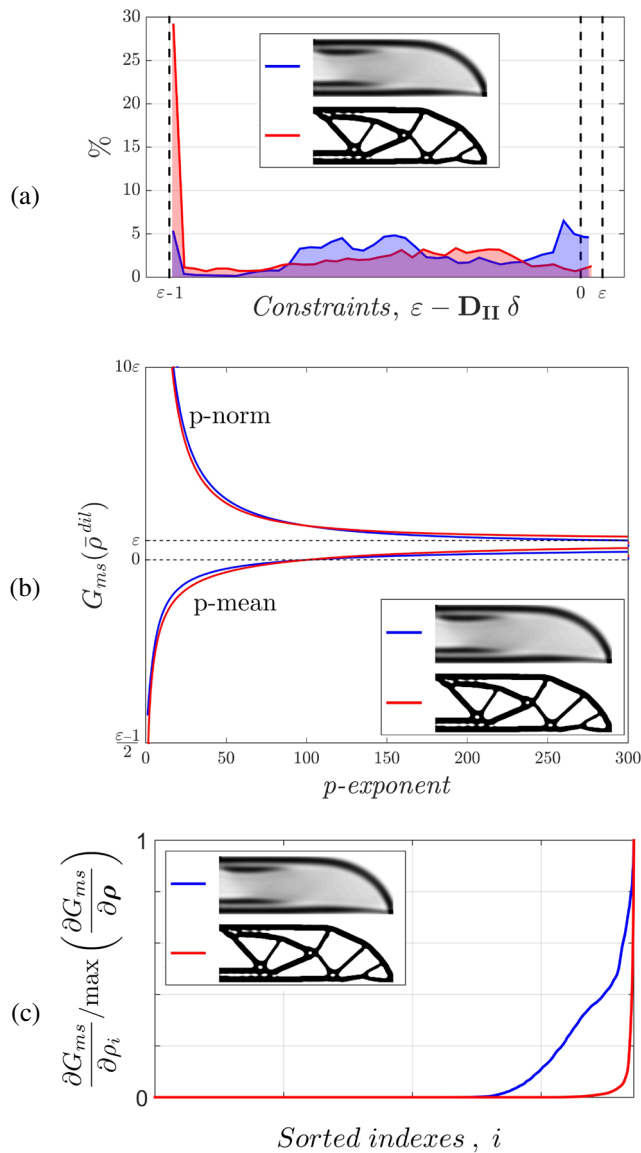 30
25
20
15
10
5
0
%
(a)
ε-1
0
ε
Constraints, ε − D_II δ
10ε
p-norm
ε
0
G_ms(ρ̄^dil)
(b)
p-mean
(ε−1)/2
0
50
100
150
200
250
300
p-exponent
1
∂G_ms/∂ρ_i / max (∂G_ms/∂ρ)
(c)
0
Sorted indexes , i